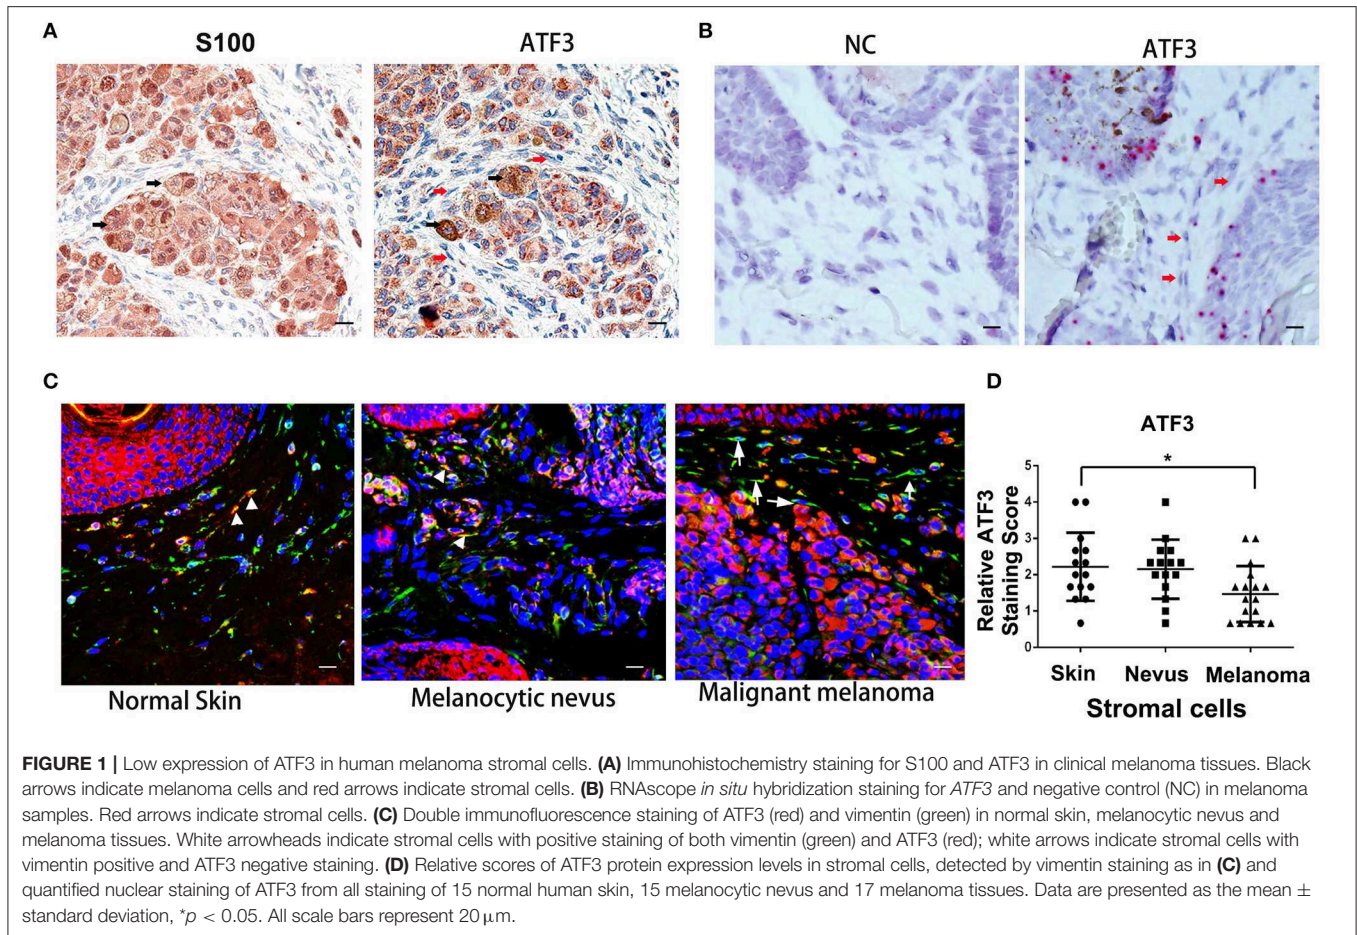 A
S100
ATF3
B
NC
ATF3
C
Normal Skin
Melanocytic nevus
Malignant melanoma
D
ATF3
*
Relative ATF3
Staining Score
5
4
3
2
1
0
Skin Nevus Melanoma
Stromal cells
FIGURE 1 | Low expression of ATF3 in human melanoma stromal cells. (A) Immunohistochemistry staining for S100 and ATF3 in clinical melanoma tissues. Black
arrows indicate melanoma cells and red arrows indicate stromal cells. (B) RNAscope in situ hybridization staining for ATF3 and negative control (NC) in melanoma
samples. Red arrows indicate stromal cells. (C) Double immunofluorescence staining of ATF3 (red) and vimentin (green) in normal skin, melanocytic nevus and
melanoma tissues. White arrowheads indicate stromal cells with positive staining of both vimentin (green) and ATF3 (red); white arrows indicate stromal cells with
vimentin positive and ATF3 negative staining. (D) Relative scores of ATF3 protein expression levels in stromal cells, detected by vimentin staining as in (C) and
quantified nuclear staining of ATF3 from all staining of 15 normal human skin, 15 melanocytic nevus and 17 melanoma tissues. Data are presented as the mean ±
standard deviation, *p < 0.05. All scale bars represent 20 μm.